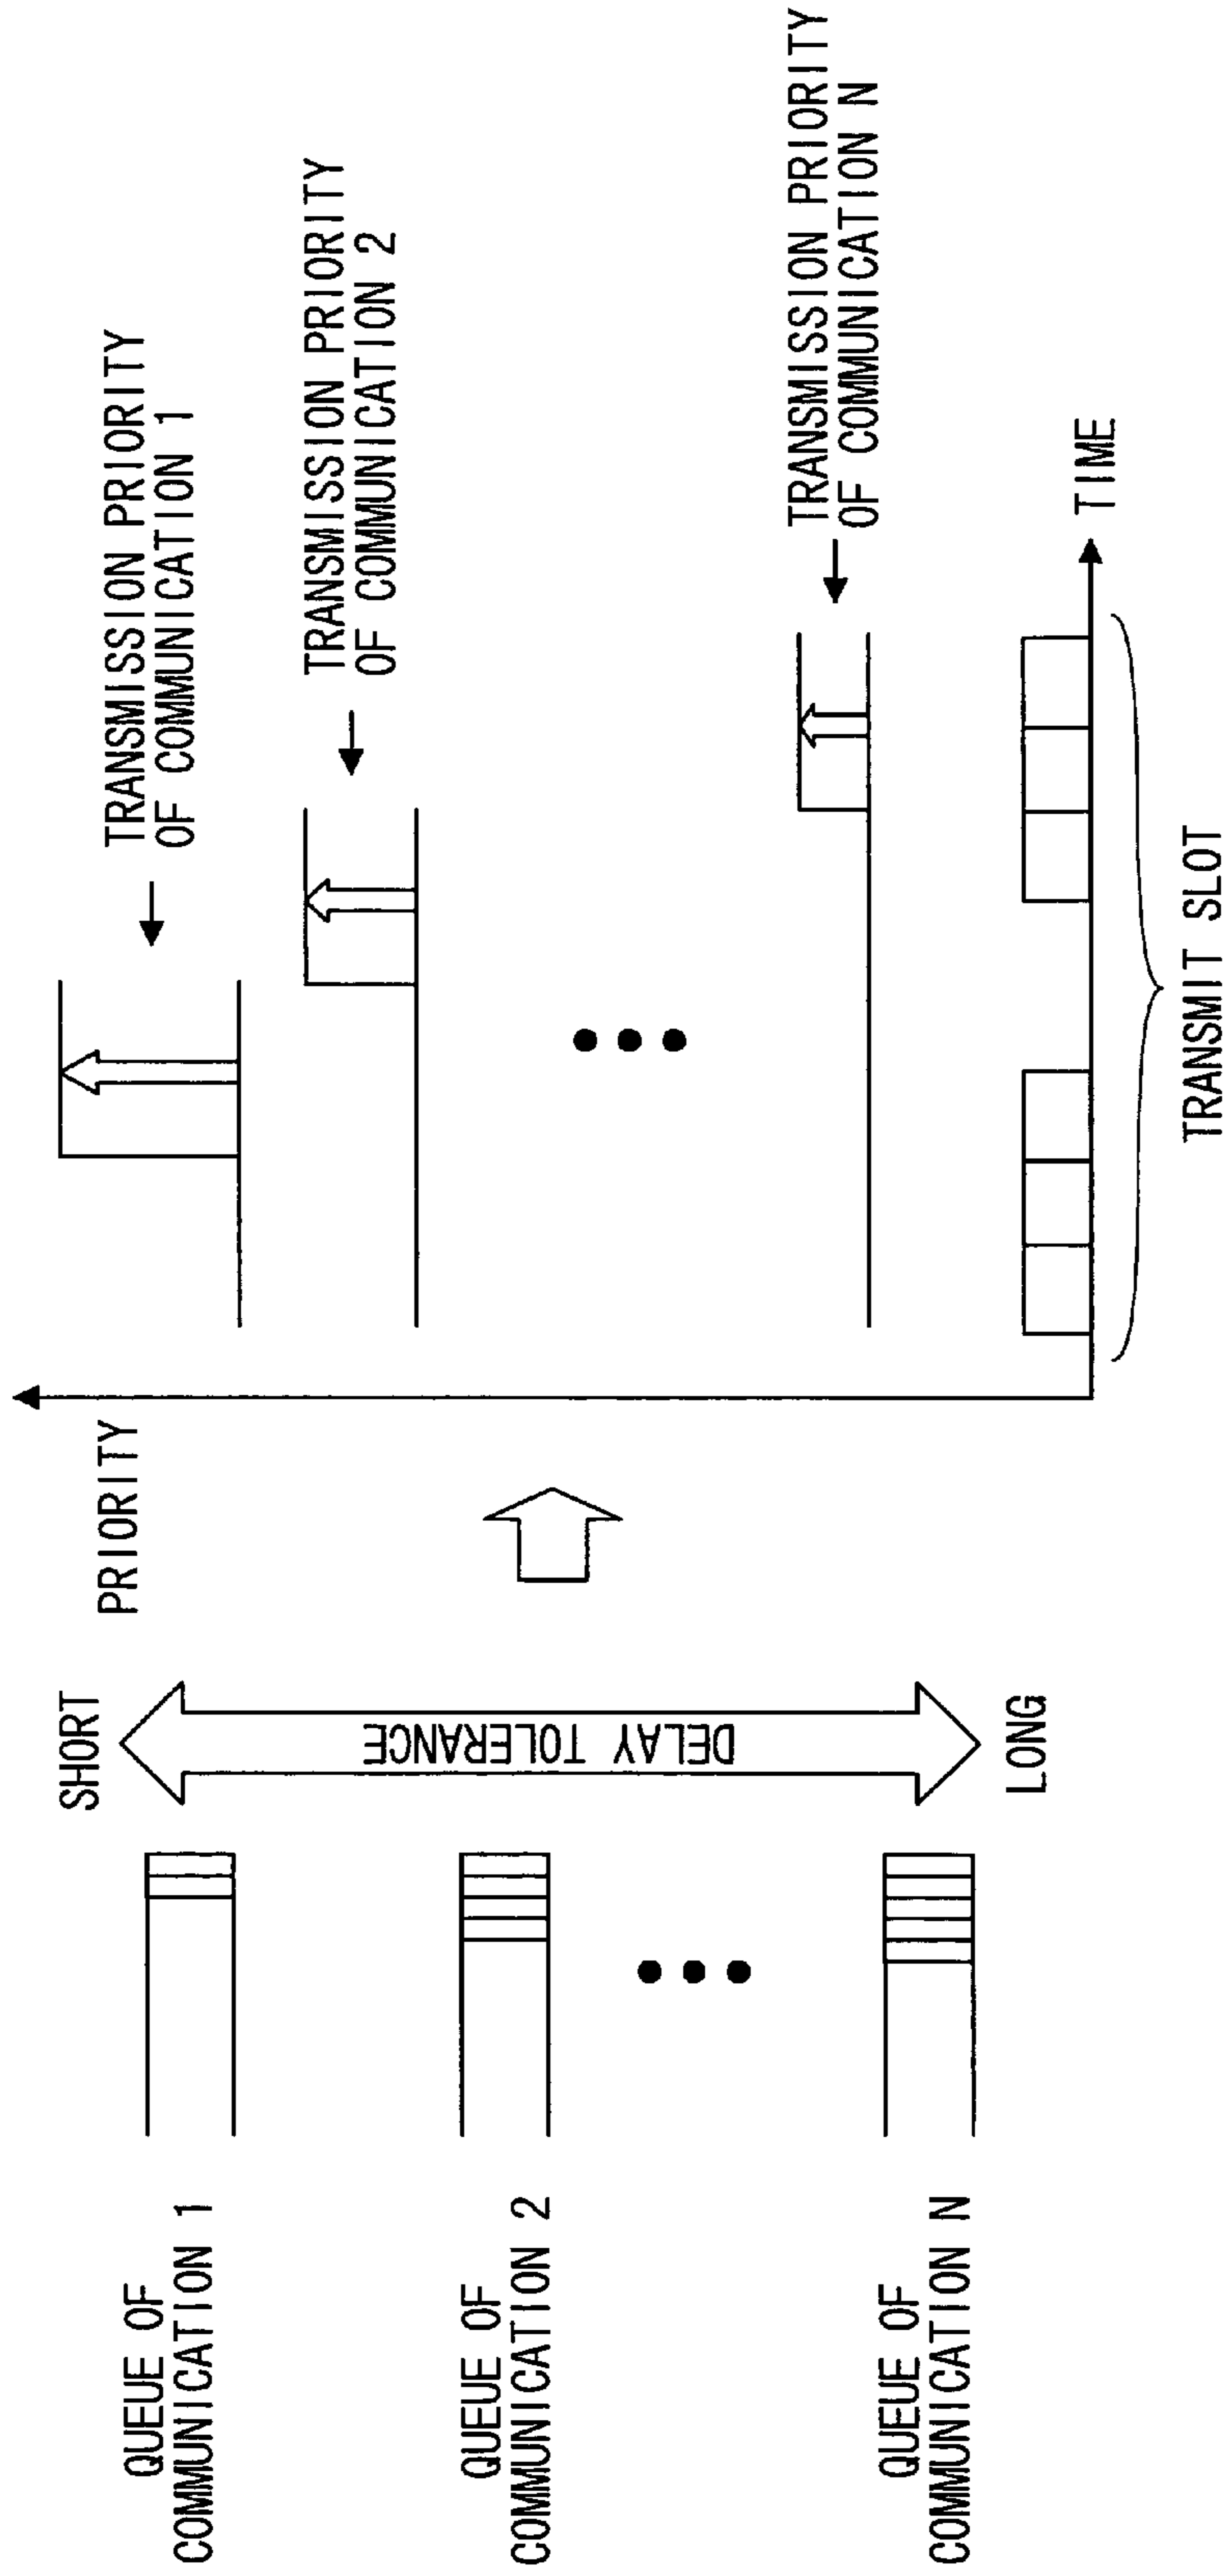 QUEUE OF
COMMUNICATION 1
QUEUE OF
COMMUNICATION 2
QUEUE OF
COMMUNICATION N
SHORT
DELAY TOLERANCE
LONG
PRIORITY
TRANSMISSION PRIORITY
OF COMMUNICATION 1
TRANSMISSION PRIORITY
OF COMMUNICATION 2
TRANSMISSION PRIORITY
OF COMMUNICATION N
TIME
TRANSMIT SLOT